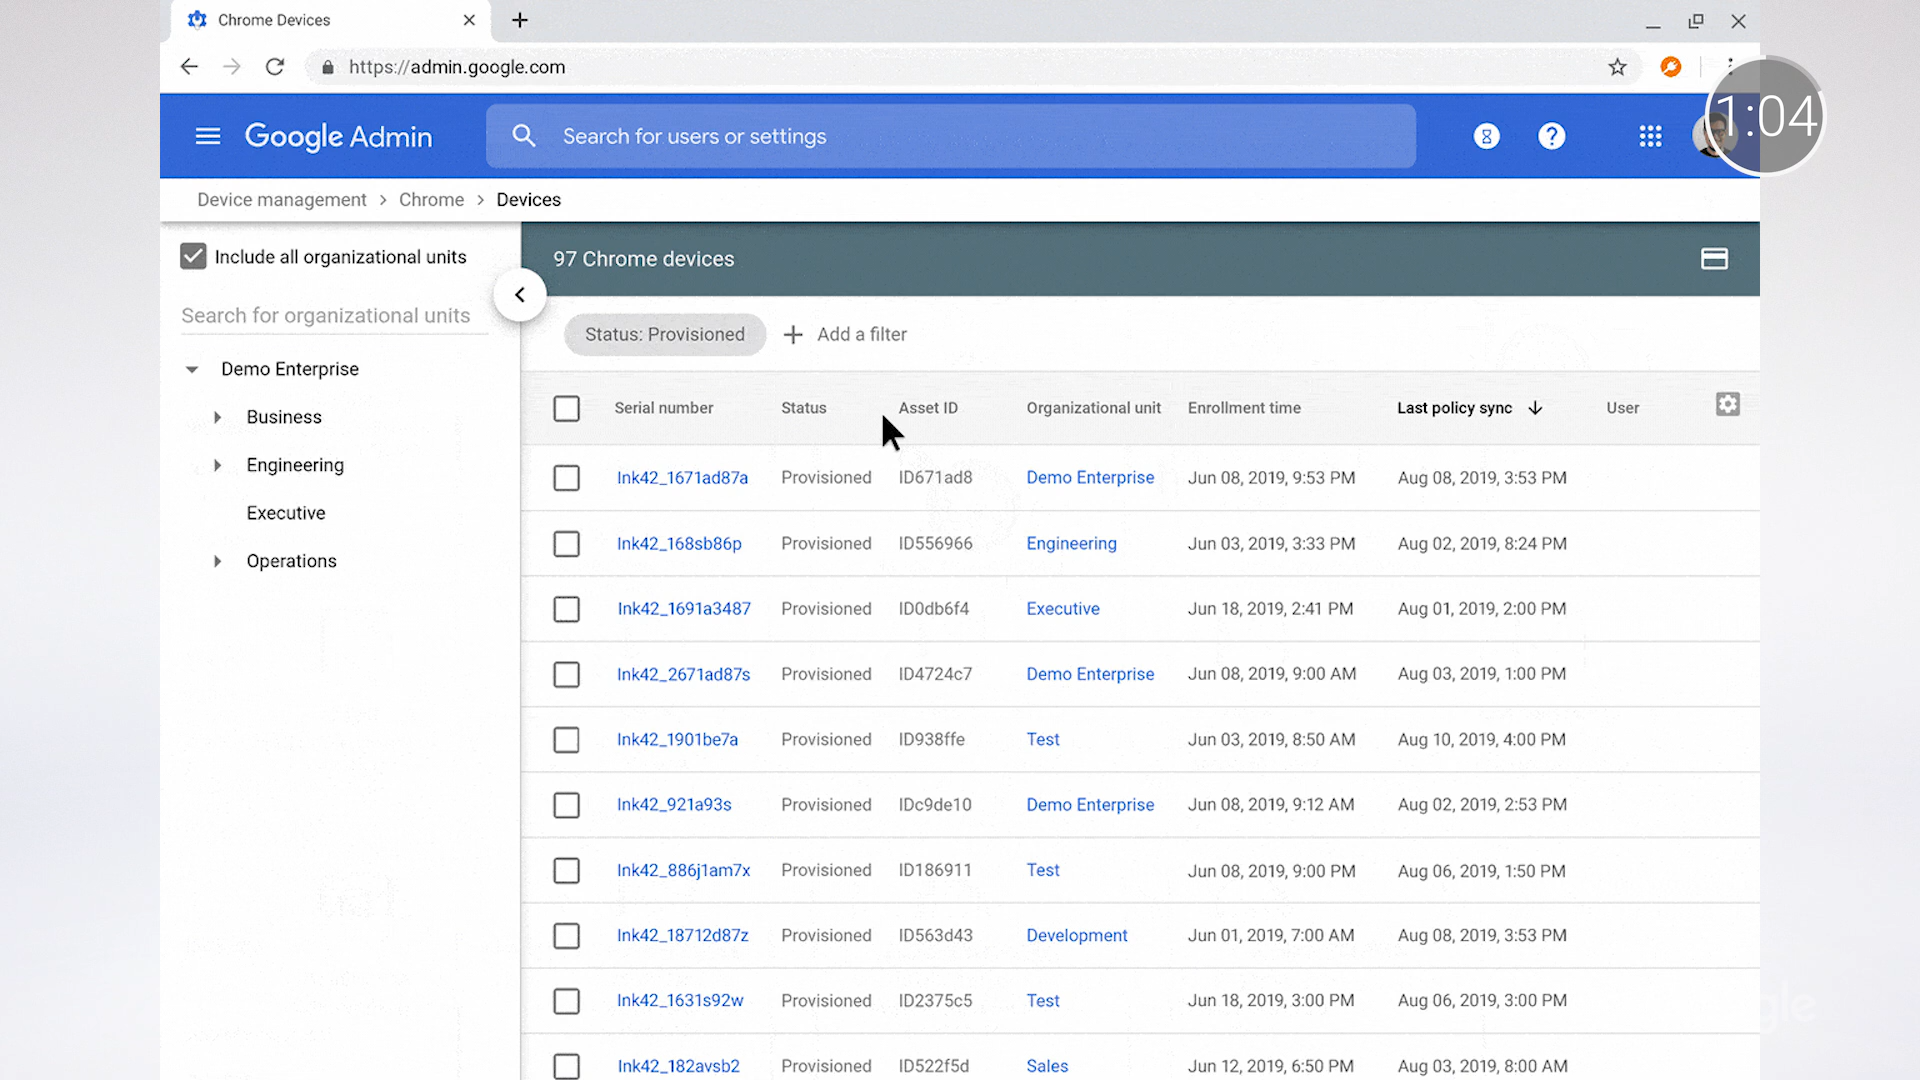 Chrome Devices
https://admin.google.com
1:04
Google Admin
Search for users or settings
Device management > Chrome > Devices
Include all organizational units
97 Chrome devices
Search for organizational units
Status: Provisioned
Add a filter
Demo Enterprise
Business
Engineering
Executive
Operations
Serial number Status Asset ID Organizational unit Enrollment time Last policy sync User
Ink42_1671ad87a Provisioned ID671ad8 Demo Enterprise Jun 08, 2019, 9:53 PM Aug 08, 2019, 3:53 PM
Ink42_168sb86p Provisioned ID556966 Engineering Jun 03, 2019, 3:33 PM Aug 02, 2019, 8:24 PM
Ink42_1691a3487 Provisioned ID0db6f4 Executive Jun 18, 2019, 2:41 PM Aug 01, 2019, 2:00 PM
Ink42_2671ad87s Provisioned ID4724c7 Demo Enterprise Jun 08, 2019, 9:00 AM Aug 03, 2019, 1:00 PM
Ink42_1901be7a Provisioned ID938ffe Test Jun 03, 2019, 8:50 AM Aug 10, 2019, 4:00 PM
Ink42_921a93s Provisioned IDc9de10 Demo Enterprise Jun 08, 2019, 9:12 AM Aug 02, 2019, 2:53 PM
Ink42_886j1am7x Provisioned ID186911 Test Jun 08, 2019, 9:00 PM Aug 06, 2019, 1:50 PM
Ink42_18712d87z Provisioned ID563d43 Development Jun 01, 2019, 7:00 AM Aug 08, 2019, 3:53 PM
Ink42_1631s92w Provisioned ID2375c5 Test Jun 18, 2019, 3:00 PM Aug 06, 2019, 3:00 PM
Ink42_182avsb2 Provisioned ID522f5d Sales Jun 12, 2019, 6:50 PM Aug 03, 2019, 8:00 AM